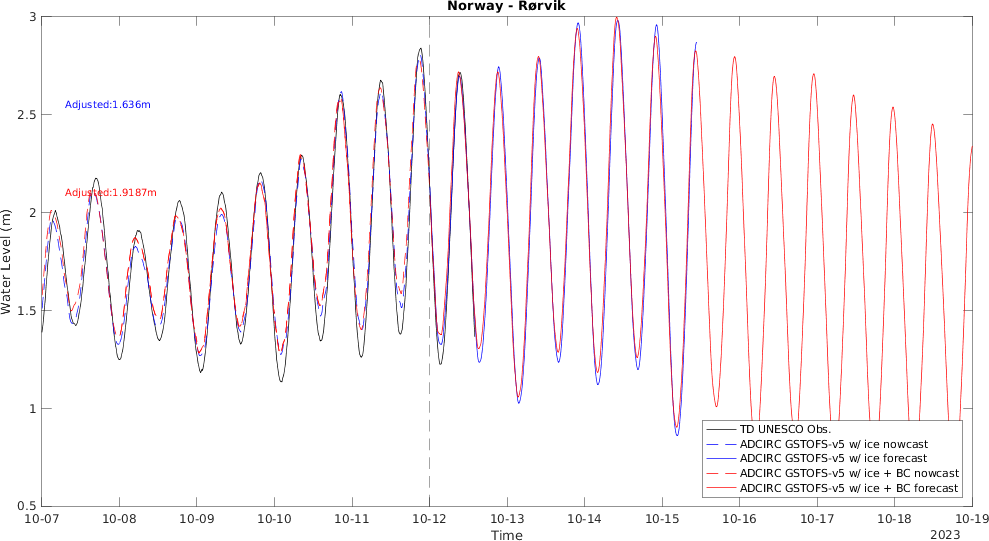 Norway - Rørvik
3
2.5
2
1.5
1
0.5
Water Level (m)
Adjusted:1.636m
Adjusted:1.9187m
TD UNESCO Obs.
ADCIRC GSTOFS-v5 w/ ice nowcast
ADCIRC GSTOFS-v5 w/ ice forecast
ADCIRC GSTOFS-v5 w/ ice + BC nowcast
ADCIRC GSTOFS-v5 w/ ice + BC forecast
10-07 10-08 10-09 10-10 10-11 10-12 10-13 10-14 10-15 10-16 10-17 10-18 10-19
Time
2023